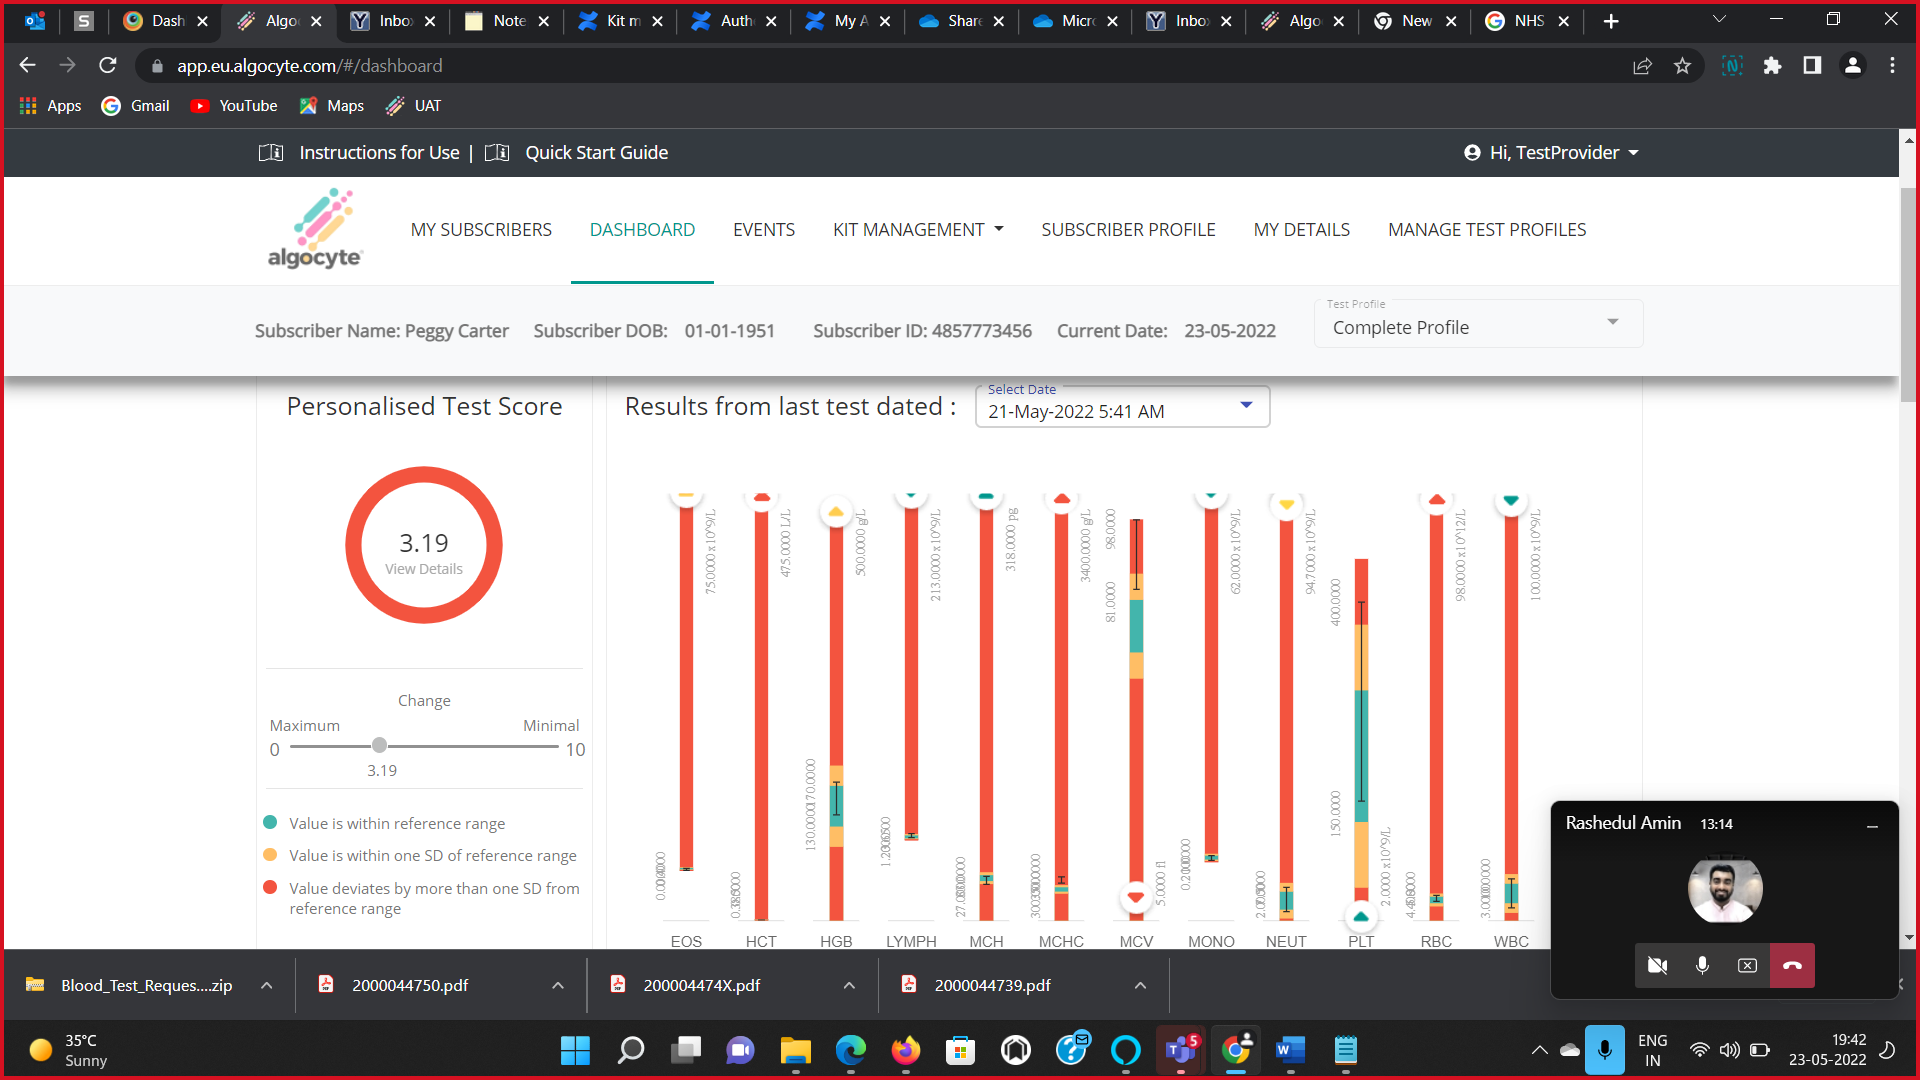 Dash
Algo
Inbo
Note
Kit m
Auth
My A
Share
Micro
Inbo
Algo
New
NHS
app.eu.algocyte.com/#/dashboard
Apps
Gmail
YouTube
Maps
UAT
Instructions for Use | Quick Start Guide
Hi, TestProvider
algocyte
MY SUBSCRIBERS
DASHBOARD
EVENTS
KIT MANAGEMENT
SUBSCRIBER PROFILE
MY DETAILS
MANAGE TEST PROFILES
Subscriber Name: Peggy Carter
Subscriber DOB: 01-01-1951
Subscriber ID: 4857773456
Current Date: 23-05-2022
Test Profile
Complete Profile
Personalised Test Score
3.19
View Details
Change
Maximum
Minimal
0
10
3.19
Value is within reference range
Value is within one SD of reference range
Value deviates by more than one SD from
reference range
Results from last test dated :
Select Date
21-May-2022 5:41 AM
75.0000 x10^9/L
475.0000 L/L
500.0000 g/L
213.0000 x10^9/L
318.0000 pg
3400.0000 g/L
98.0000
81.0000
62.0000 x10^9/L
94.7000 x10^9/L
400.0000
98.0000 x10^12/L
100.0000 x10^9/L
130.0000
170.0000
5.0000 fl
150.0000
2.0000 x10^9/L
EOS
HCT
HGB
LYMPH
MCH
MCHC
MCV
MONO
NEUT
PLT
RBC
WBC
Rashedul Amin 13:14
Blood_Test_Reques....zip
2000044750.pdf
200004474X.pdf
2000044739.pdf
35°C
Sunny
5
ENG
IN
19:42
23-05-2022